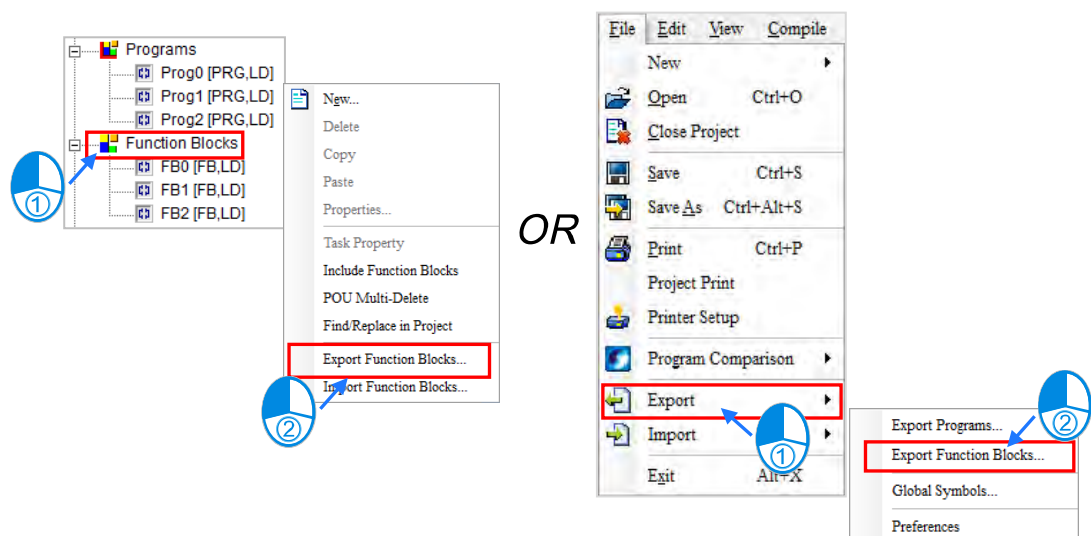 Programs
Prog0 [PRG,LD]
Prog1 [PRG,LD]
Prog2 [PRG,LD]
Function Blocks
FB0 [FB,LD]
FB1 [FB,LD]
FB2 [FB,LD]
①
New...
Delete
Copy
Paste
Properties...
Task Property
Include Function Blocks
POU Multi-Delete
Find/Replace in Project
Export Function Blocks...
Import Function Blocks...
②
OR
File Edit View Compile
New
Open Ctrl+O
Close Project
Save Ctrl+S
Save As Ctrl+Alt+S
Print Ctrl+P
Project Print
Printer Setup
Program Comparison
Export
Import
Exit Alt+X
①
Export Programs...
Export Function Blocks...
Global Symbols...
Preferences
②